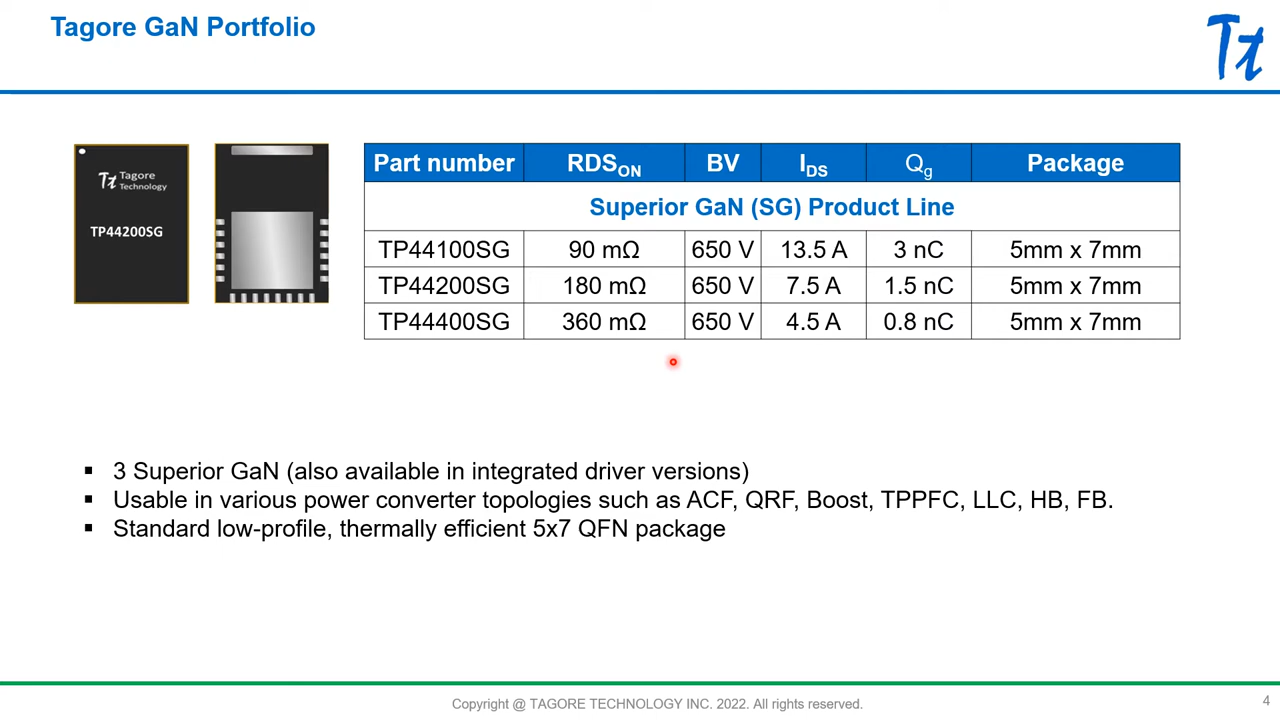 Tagore GaN Portfolio
Tt
Tt Tagore
Technology
TP44200SG
Part number RDSON BV IDS Qg Package
Superior GaN (SG) Product Line
TP44100SG 90 mΩ 650 V 13.5 A 3 nC 5mm x 7mm
TP44200SG 180 mΩ 650 V 7.5 A 1.5 nC 5mm x 7mm
TP44400SG 360 mΩ 650 V 4.5 A 0.8 nC 5mm x 7mm
▪ 3 Superior GaN (also available in integrated driver versions)
▪ Usable in various power converter topologies such as ACF, QRF, Boost, TPPFC, LLC, HB, FB.
▪ Standard low-profile, thermally efficient 5x7 QFN package
Copyright @ TAGORE TECHNOLOGY INC. 2022. All rights reserved.
4